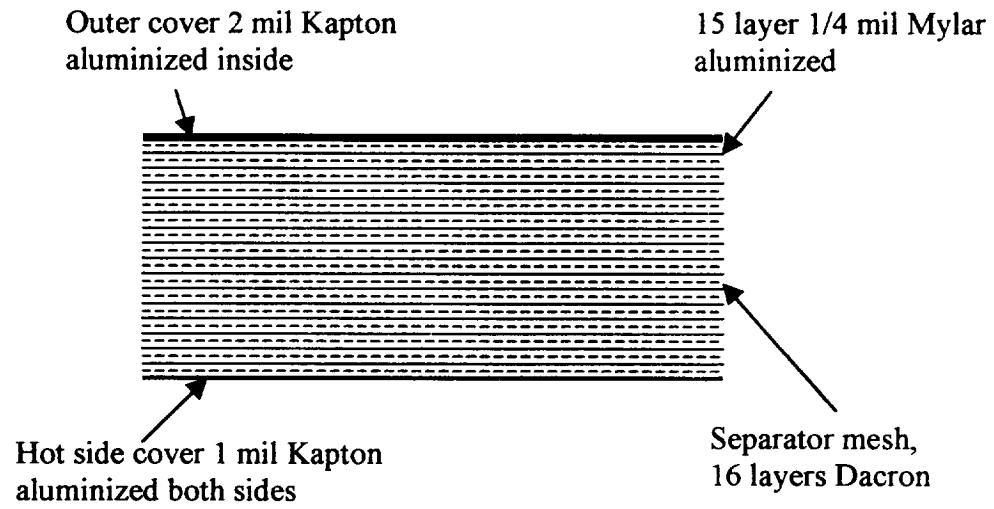 Outer cover 2 mil Kapton
aluminized inside
15 layer 1/4 mil Mylar
aluminized
Hot side cover 1 mil Kapton
aluminized both sides
Separator mesh,
16 layers Dacron